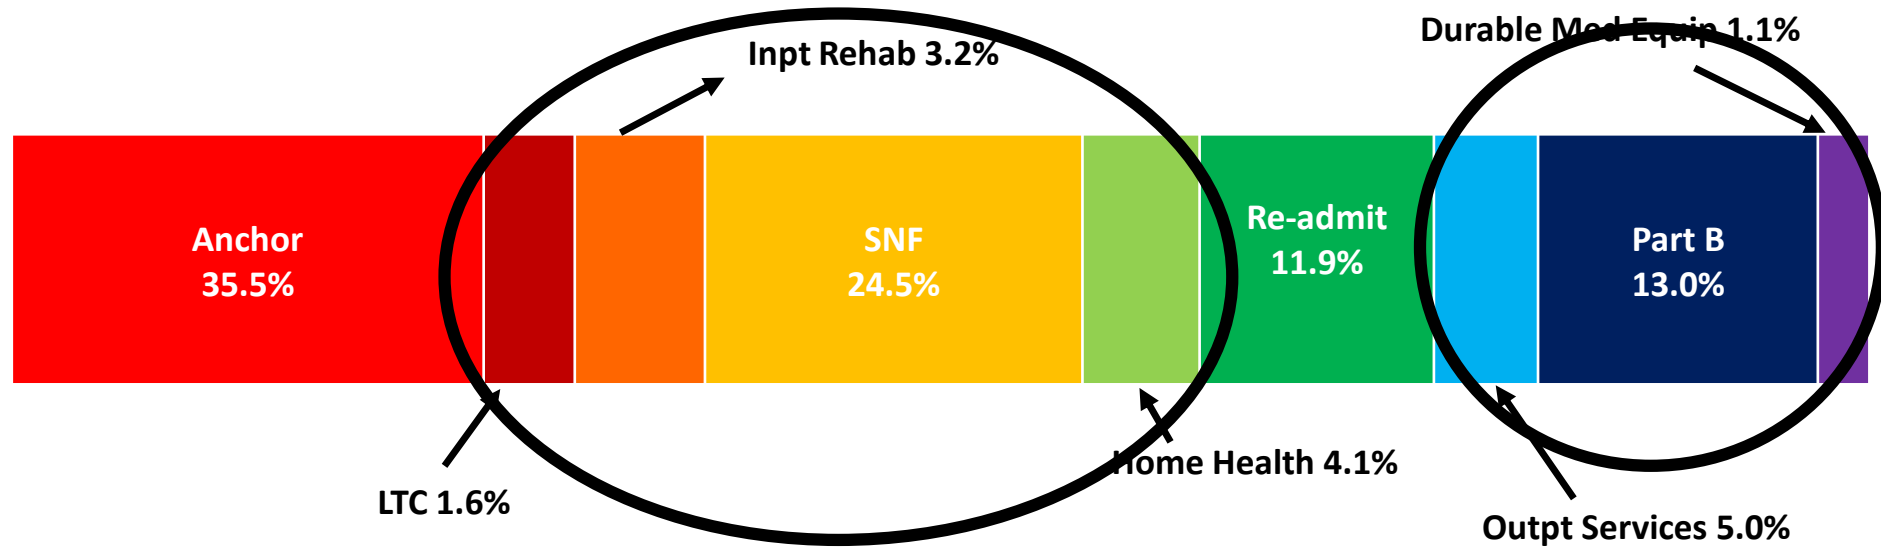 Durable Med Equip 1.1%
Inpt Rehab 3.2%
Anchor
35.5%
SNF
24.5%
Re-admit
11.9%
Part B
13.0%
Home Health 4.1%
LTC 1.6%
Outpt Services 5.0%